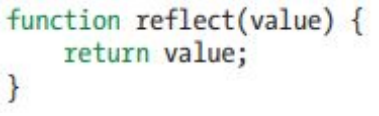 function reflect(value) {
    return value;
}